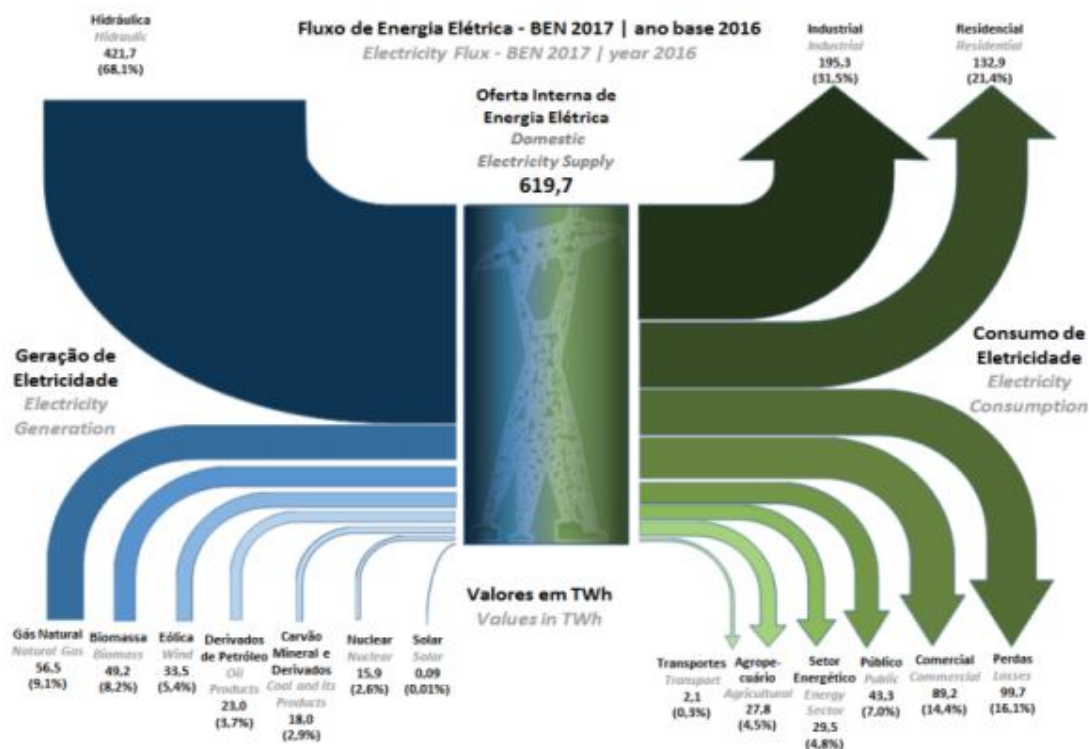 Fluxo de Energia Elétrica - BEN 2017 | ano base 2016
Electricity Flux - BEN 2017 | year 2016
Hidráulica
Hidraulic
421,7
(68,1%)
Oferta Interna de
Energia Elétrica
Domestic
Electricity Supply
619,7
Industrial
Industrial
195,3
(31,5%)
Residencial
Residential
132,9
(21,4%)
Geração de
Eletricidade
Electricity
Generation
Consumo de
Eletricidade
Electricity
Consumption
Valores em TWh
Values in TWh
Gás Natural
Natural Gas
56,5
(9,1%)
Biomassa
Biomass
49,2
(8,2%)
Eólica
Wind
33,5
(5,4%)
Derivados
de Petróleo
Oil
Products
23,0
(3,7%)
Carvão
Mineral e
Derivados
Coal and its
Products
18,0
(2,9%)
Nuclear
Nuclear
15,9
(2,6%)
Solar
Solar
0,09
(0,01%)
Transportes
Transport
2,1
(0,3%)
Agrope-
cuário
Agricultural
27,8
(4,5%)
Setor
Energético
Energy
Sector
29,5
(4,8%)
Público
Public
43,3
(7,0%)
Comercial
Commercial
89,2
(14,4%)
Perdas
Losses
99,7
(16,1%)